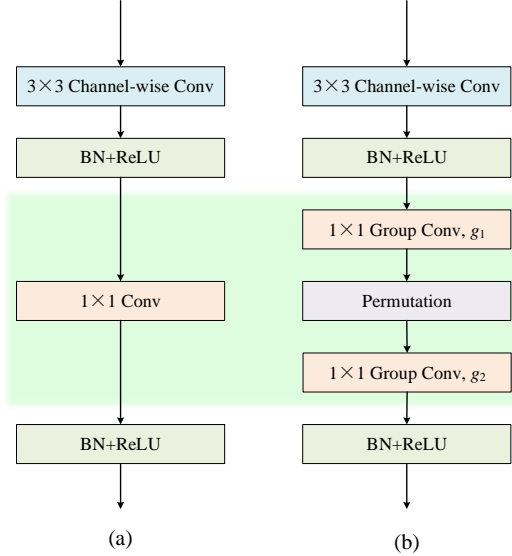 3×3 Channel-wise Conv
BN+ReLU
1×1 Conv
BN+ReLU
(a)
3×3 Channel-wise Conv
BN+ReLU
1×1 Group Conv, g1
Permutation
1×1 Group Conv, g2
BN+ReLU
(b)